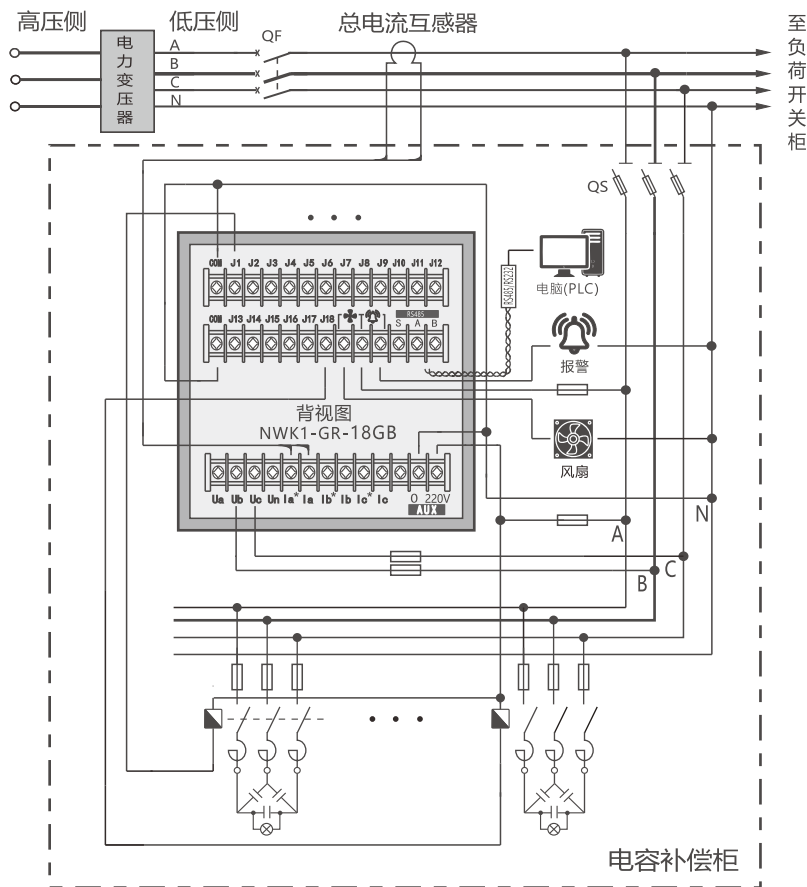 高压侧 低压侧 总电流互感器
QF
A
B
C
N
电力变压器
至负荷开关柜
QS
COM J1 J2 J3 J4 J5 J6 J7 J8 J9 J10 J11 J12
RS485
COM J13 J14 J15 J16 J17 J18 S A B
RS485/RS232
电脑(PLC)
报警
背视图
NWK1-GR-18GB
风扇
Ua Ub Uc Un Ia* Ia Ib* Ib Ic* Ic 0 220V
AUX
N
A
C
B
电容补偿柜